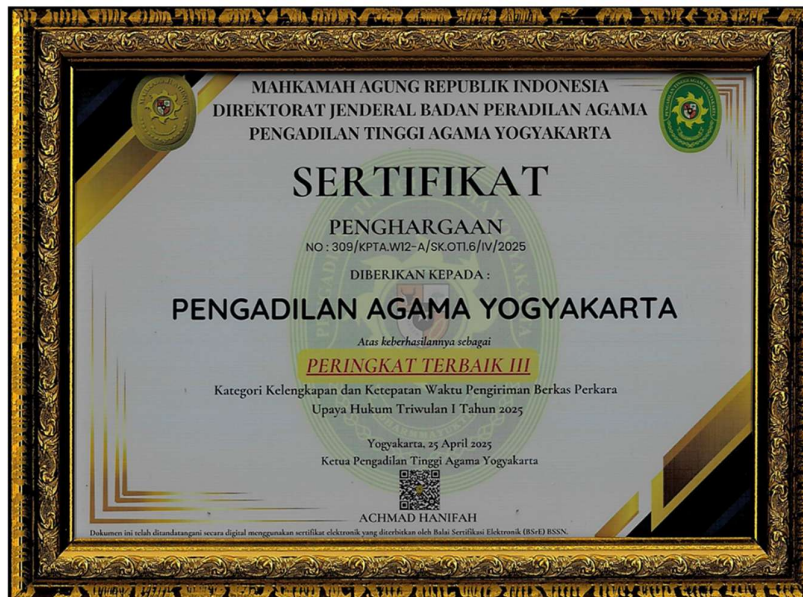 MAHKAMAH AGUNG REPUBLIK INDONESIA
DIREKTORAT JENDERAL BADAN PERADILAN AGAMA
PENGADILAN TINGGI AGAMA YOGYAKARTA
SERTIFIKAT
PENGHARGAAN
NO : 309/KPTA.W12-A/SK.OT1.6/IV/2025
DIBERIKAN KEPADA :
PENGADILAN AGAMA YOGYAKARTA
Atas keberhasilannya sebagai
PERINGKAT TERBAIK III
Kategori Kelengkapan dan Ketepatan Waktu Pengiriman Berkas Perkara
Upaya Hukum Triwulan I Tahun 2025
Yogyakarta, 25 April 2025
Ketua Pengadilan Tinggi Agama Yogyakarta
ACHMAD HANIFAH
Dokumen ini telah ditandatangani secara digital menggunakan sertifikat elektronik yang diterbitkan oleh Balai Sertifikasi Elektronik (BSrE) BSSN.